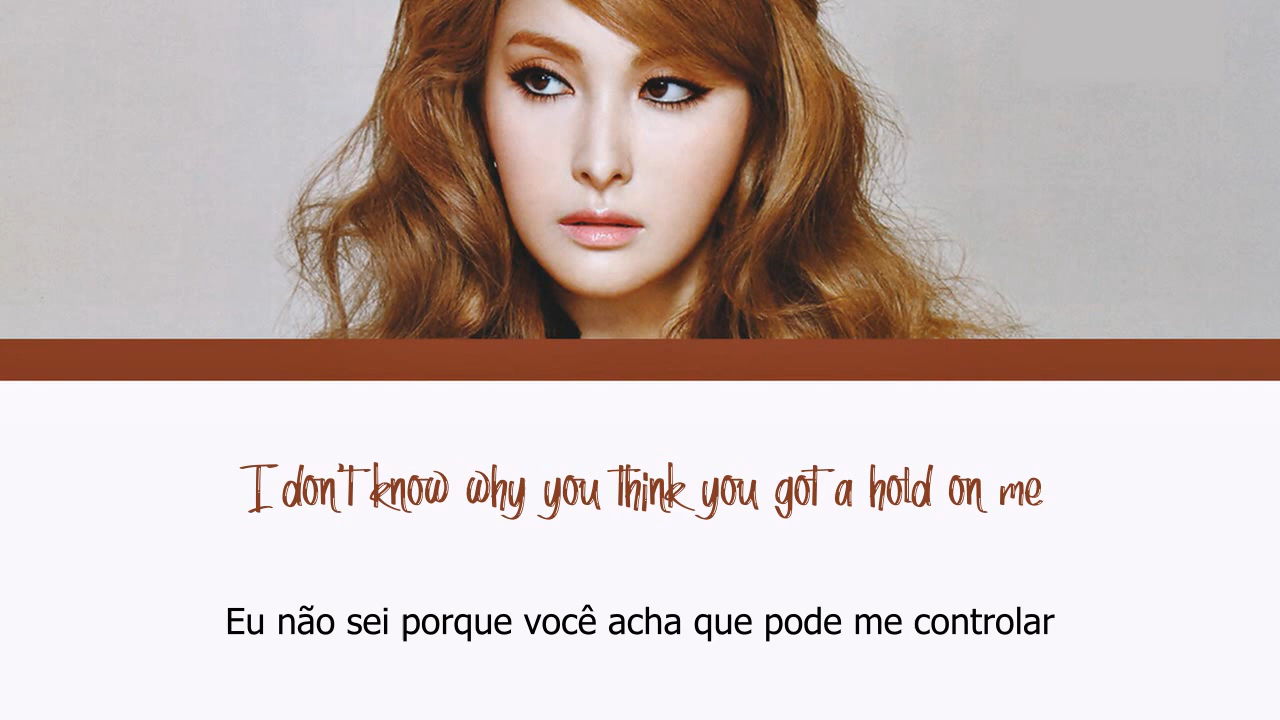 I don't know why you think you got a hold on me
Eu não sei porque você acha que pode me controlar